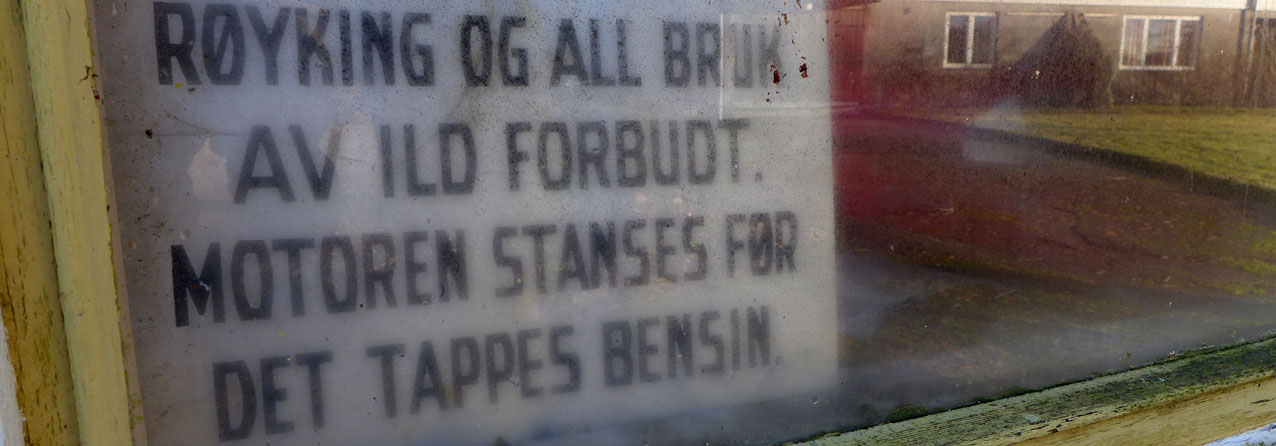 RØYKING OG ALL BRUK
AV ILD FORBUDT.
MOTOREN STANSES FØR
DET TAPPES BENSIN.